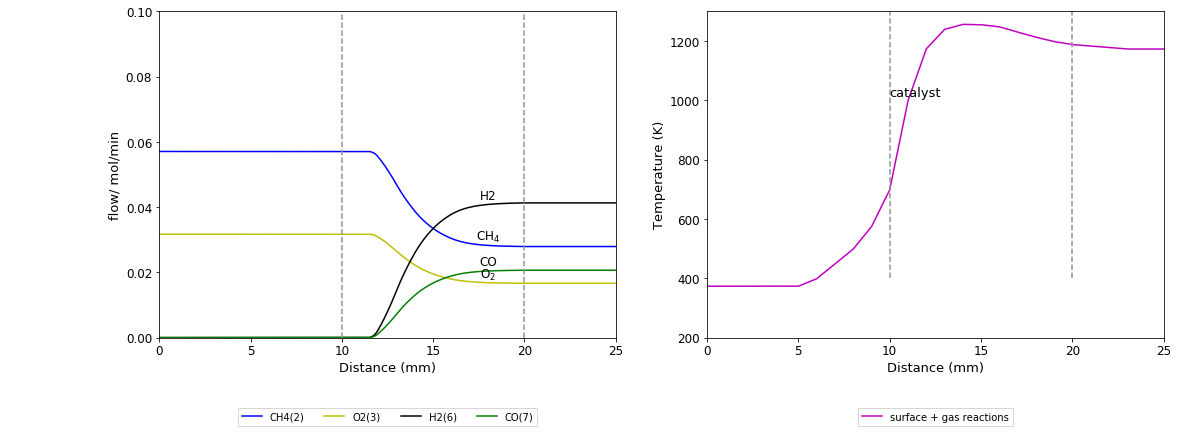 0.10
0.08
0.06
0.04
0.02
0.00
flow/ mol/min
H2
CH4
CO
O2
0 5 10 15 20 25
Distance (mm)
CH4(2) O2(3) H2(6) CO(7)
1200
1000
800
600
400
200
Temperature (K)
catalyst
0 5 10 15 20 25
Distance (mm)
surface + gas reactions